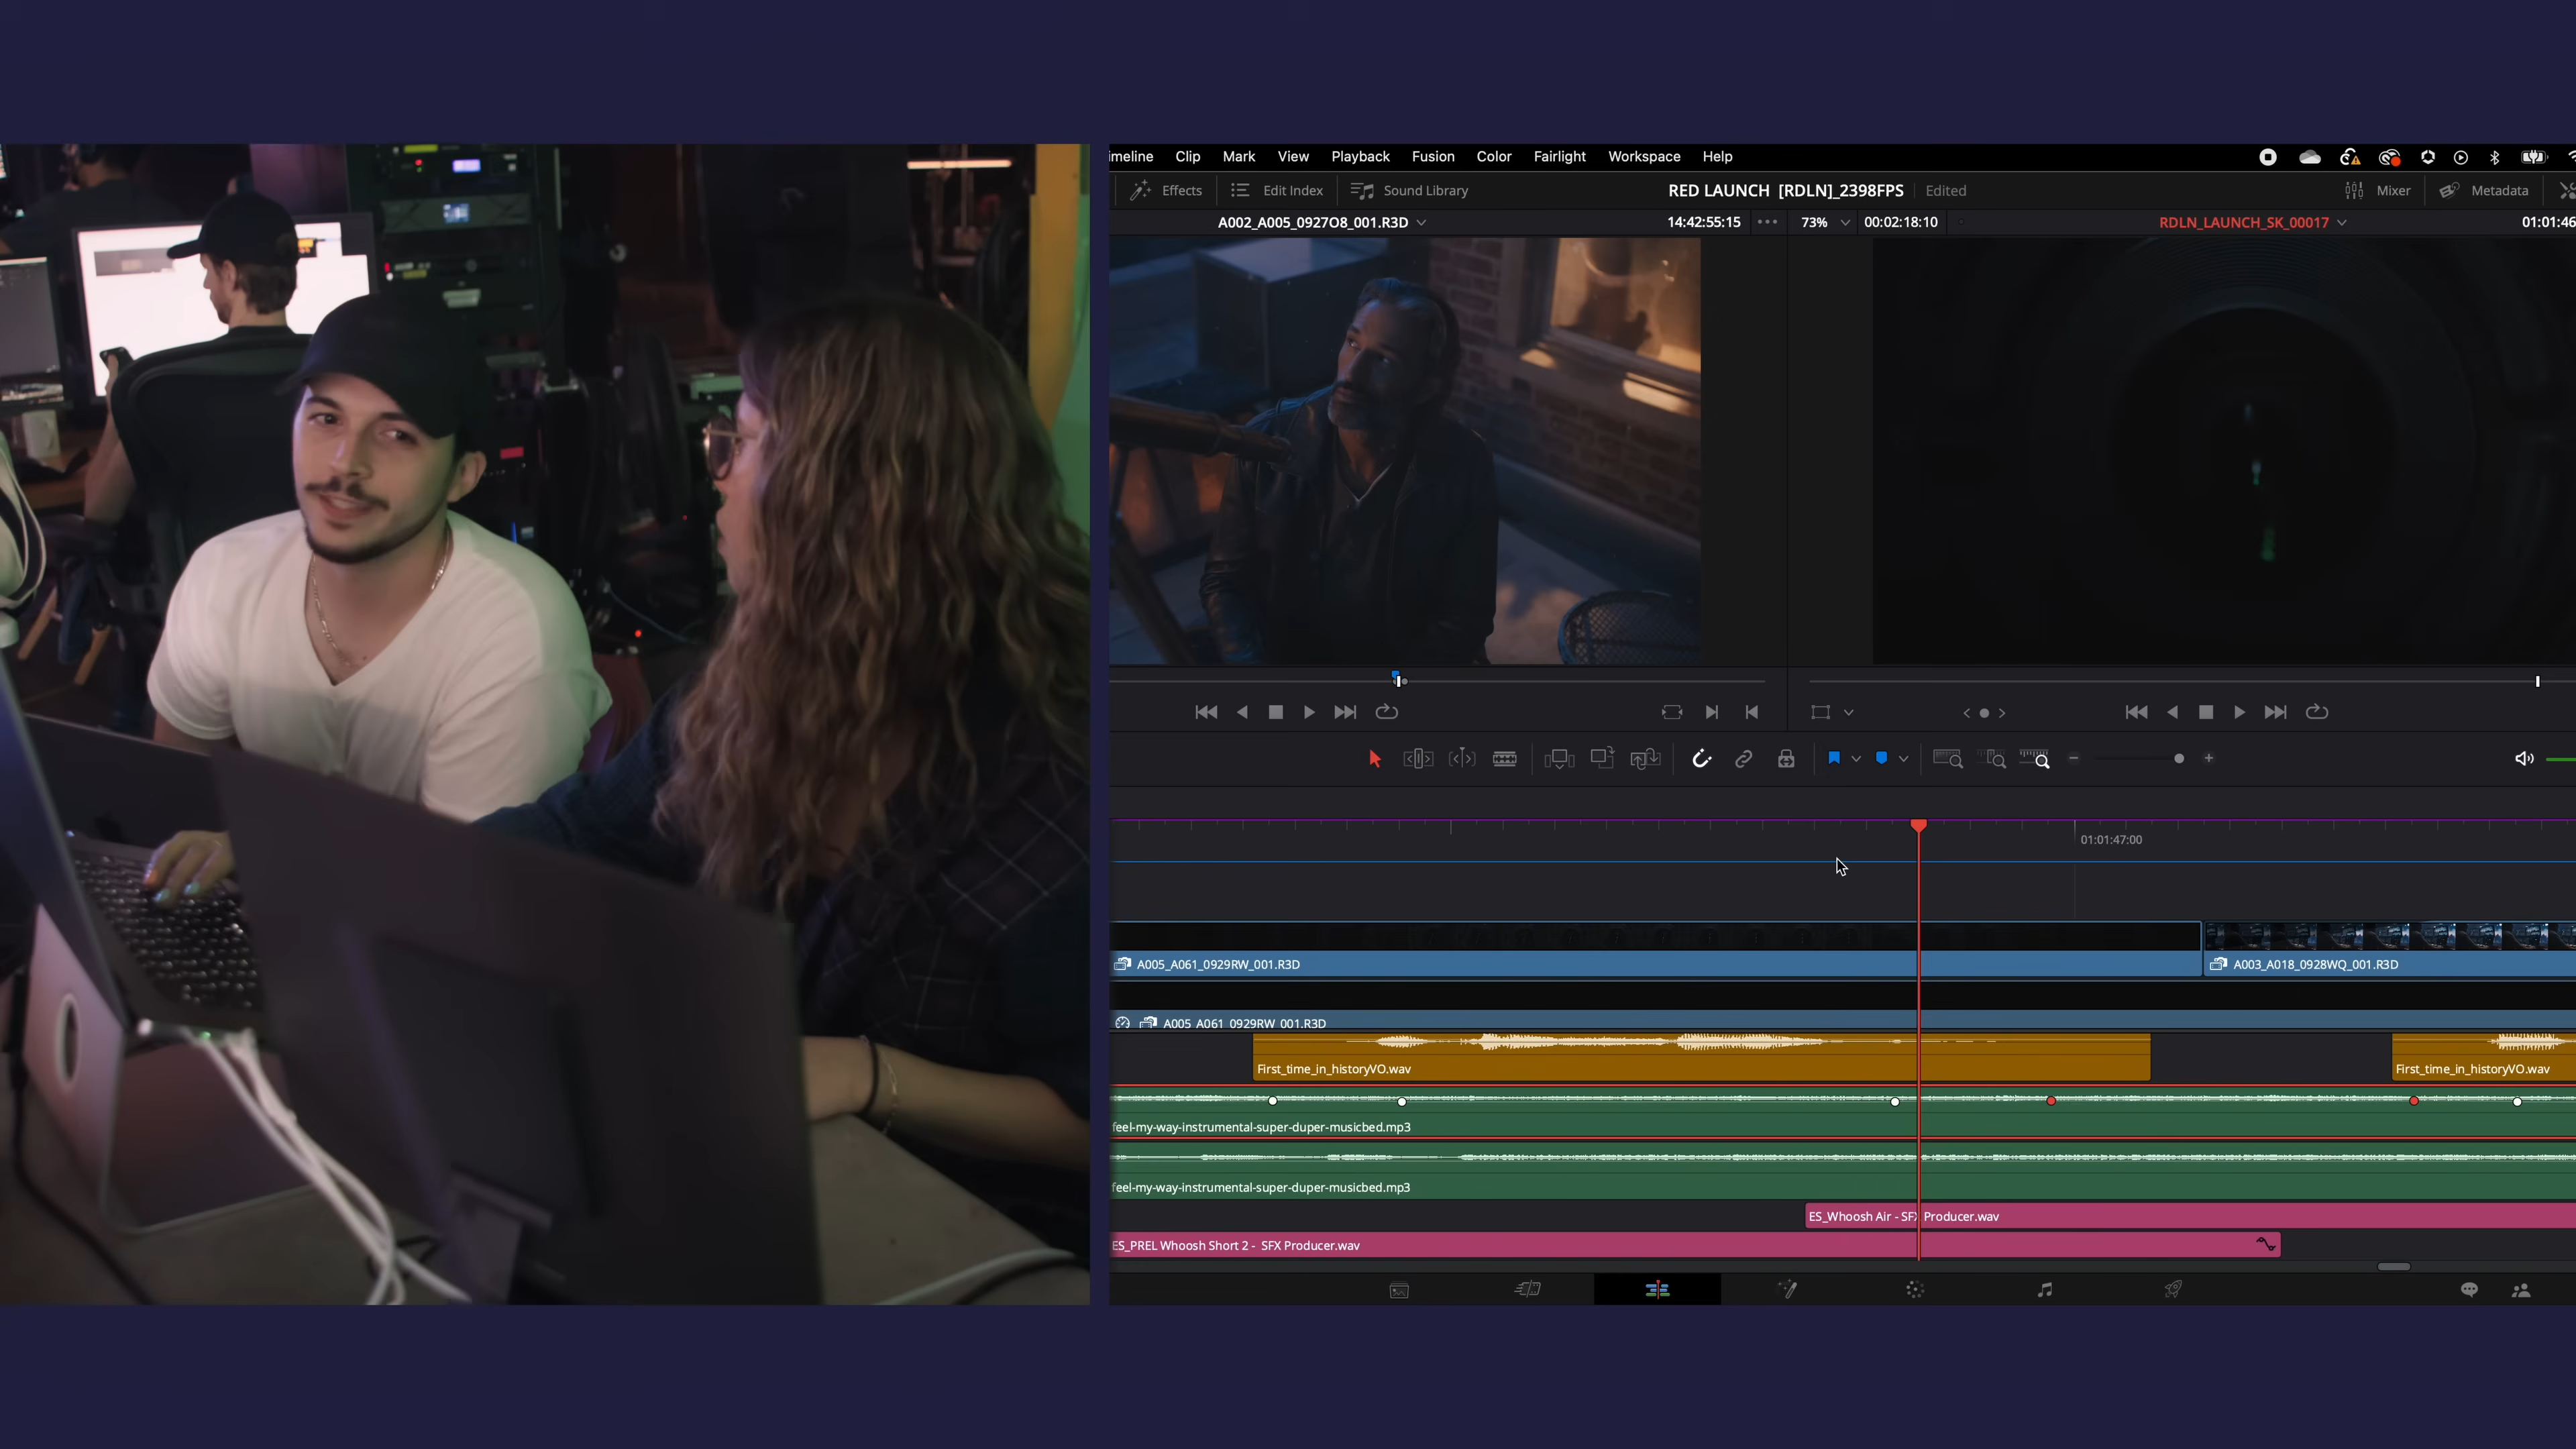 imeline Clip Mark View Playback Fusion Color Fairlight Workspace Help
Effects Edit Index Sound Library RED LAUNCH [RDLN]_2398FPS Edited Mixer Metadata
A002_A005_0927O8_001.R3D 14:42:55:15 73% 00:02:18:10 RDLN_LAUNCH_SK_00017 01:01:46
01:01:47:00
A005_A061_0929RW_001.R3D A003_A018_0928WQ_001.R3D
A005_A061_0929RW_001.R3D
First_time_in_historyVO.wav First_time_in_historyVO.wav
feel-my-way-instrumental-super-duper-musicbed.mp3
feel-my-way-instrumental-super-duper-musicbed.mp3
ES_Whoosh Air - SFX Producer.wav
ES_PREL Whoosh Short 2 - SFX Producer.wav